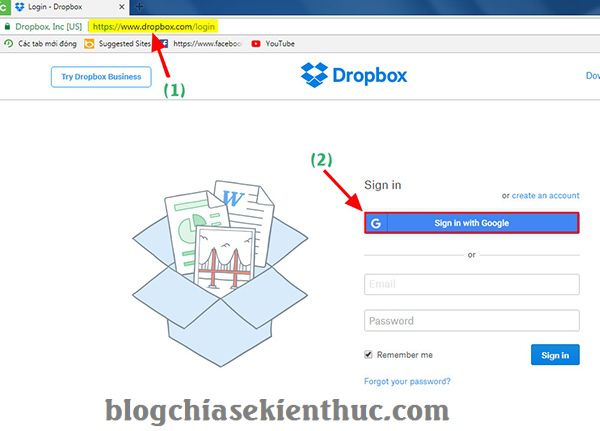 Login - Dropbox
Dropbox, Inc [US] https://www.dropbox.com/login
Các tab mới đóng Suggested Sites https://www.facebo YouTube
(1)
Try Dropbox Business
Dropbox
Dow
(2)
Sign in
or create an account
G Sign in with Google
or
Email
W
Password
Remember me
Sign in
Forgot your password?
blogchiasekienthuc.com